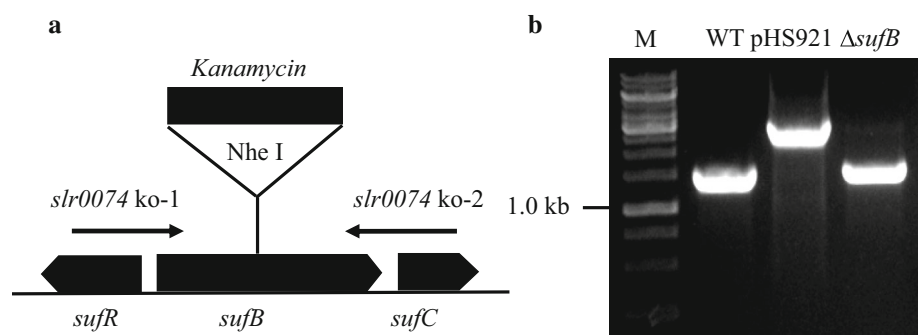 a
Kanamycin
Nhe I
slr0074 ko-1
slr0074 ko-2
sufR
sufB
sufC
b
M
WT pHS921 ΔsufB
1.0 kb